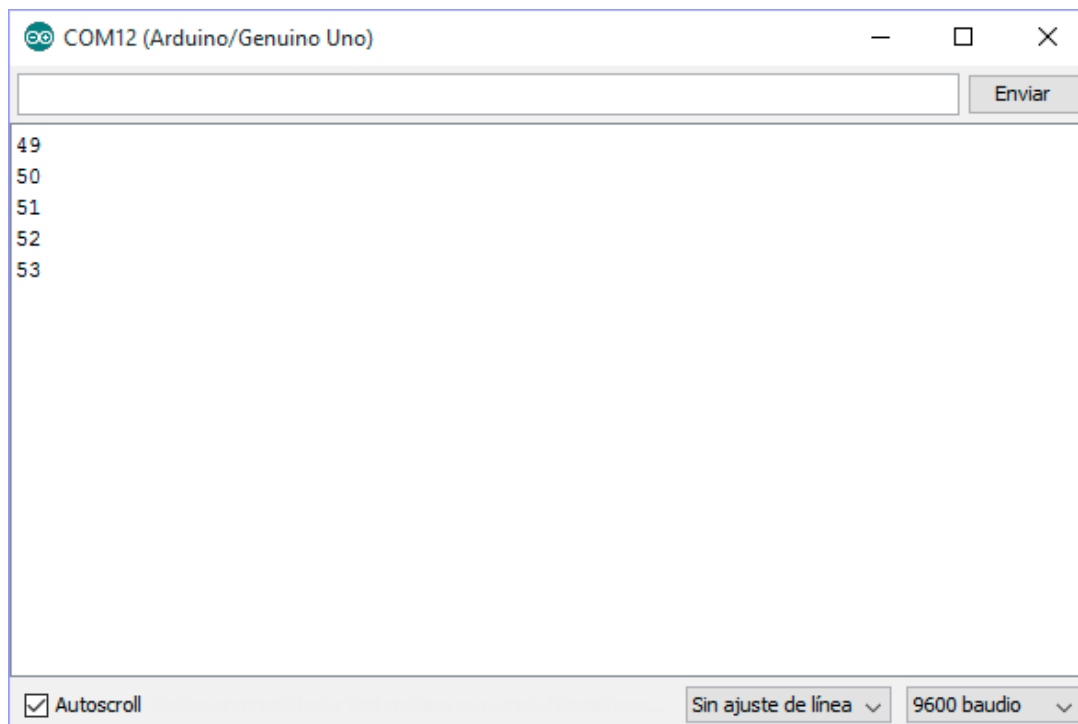 COM12 (Arduino/Genuino Uno)
Enviar
49
50
51
52
53
Autoscroll
Sin ajuste de línea
9600 baudio